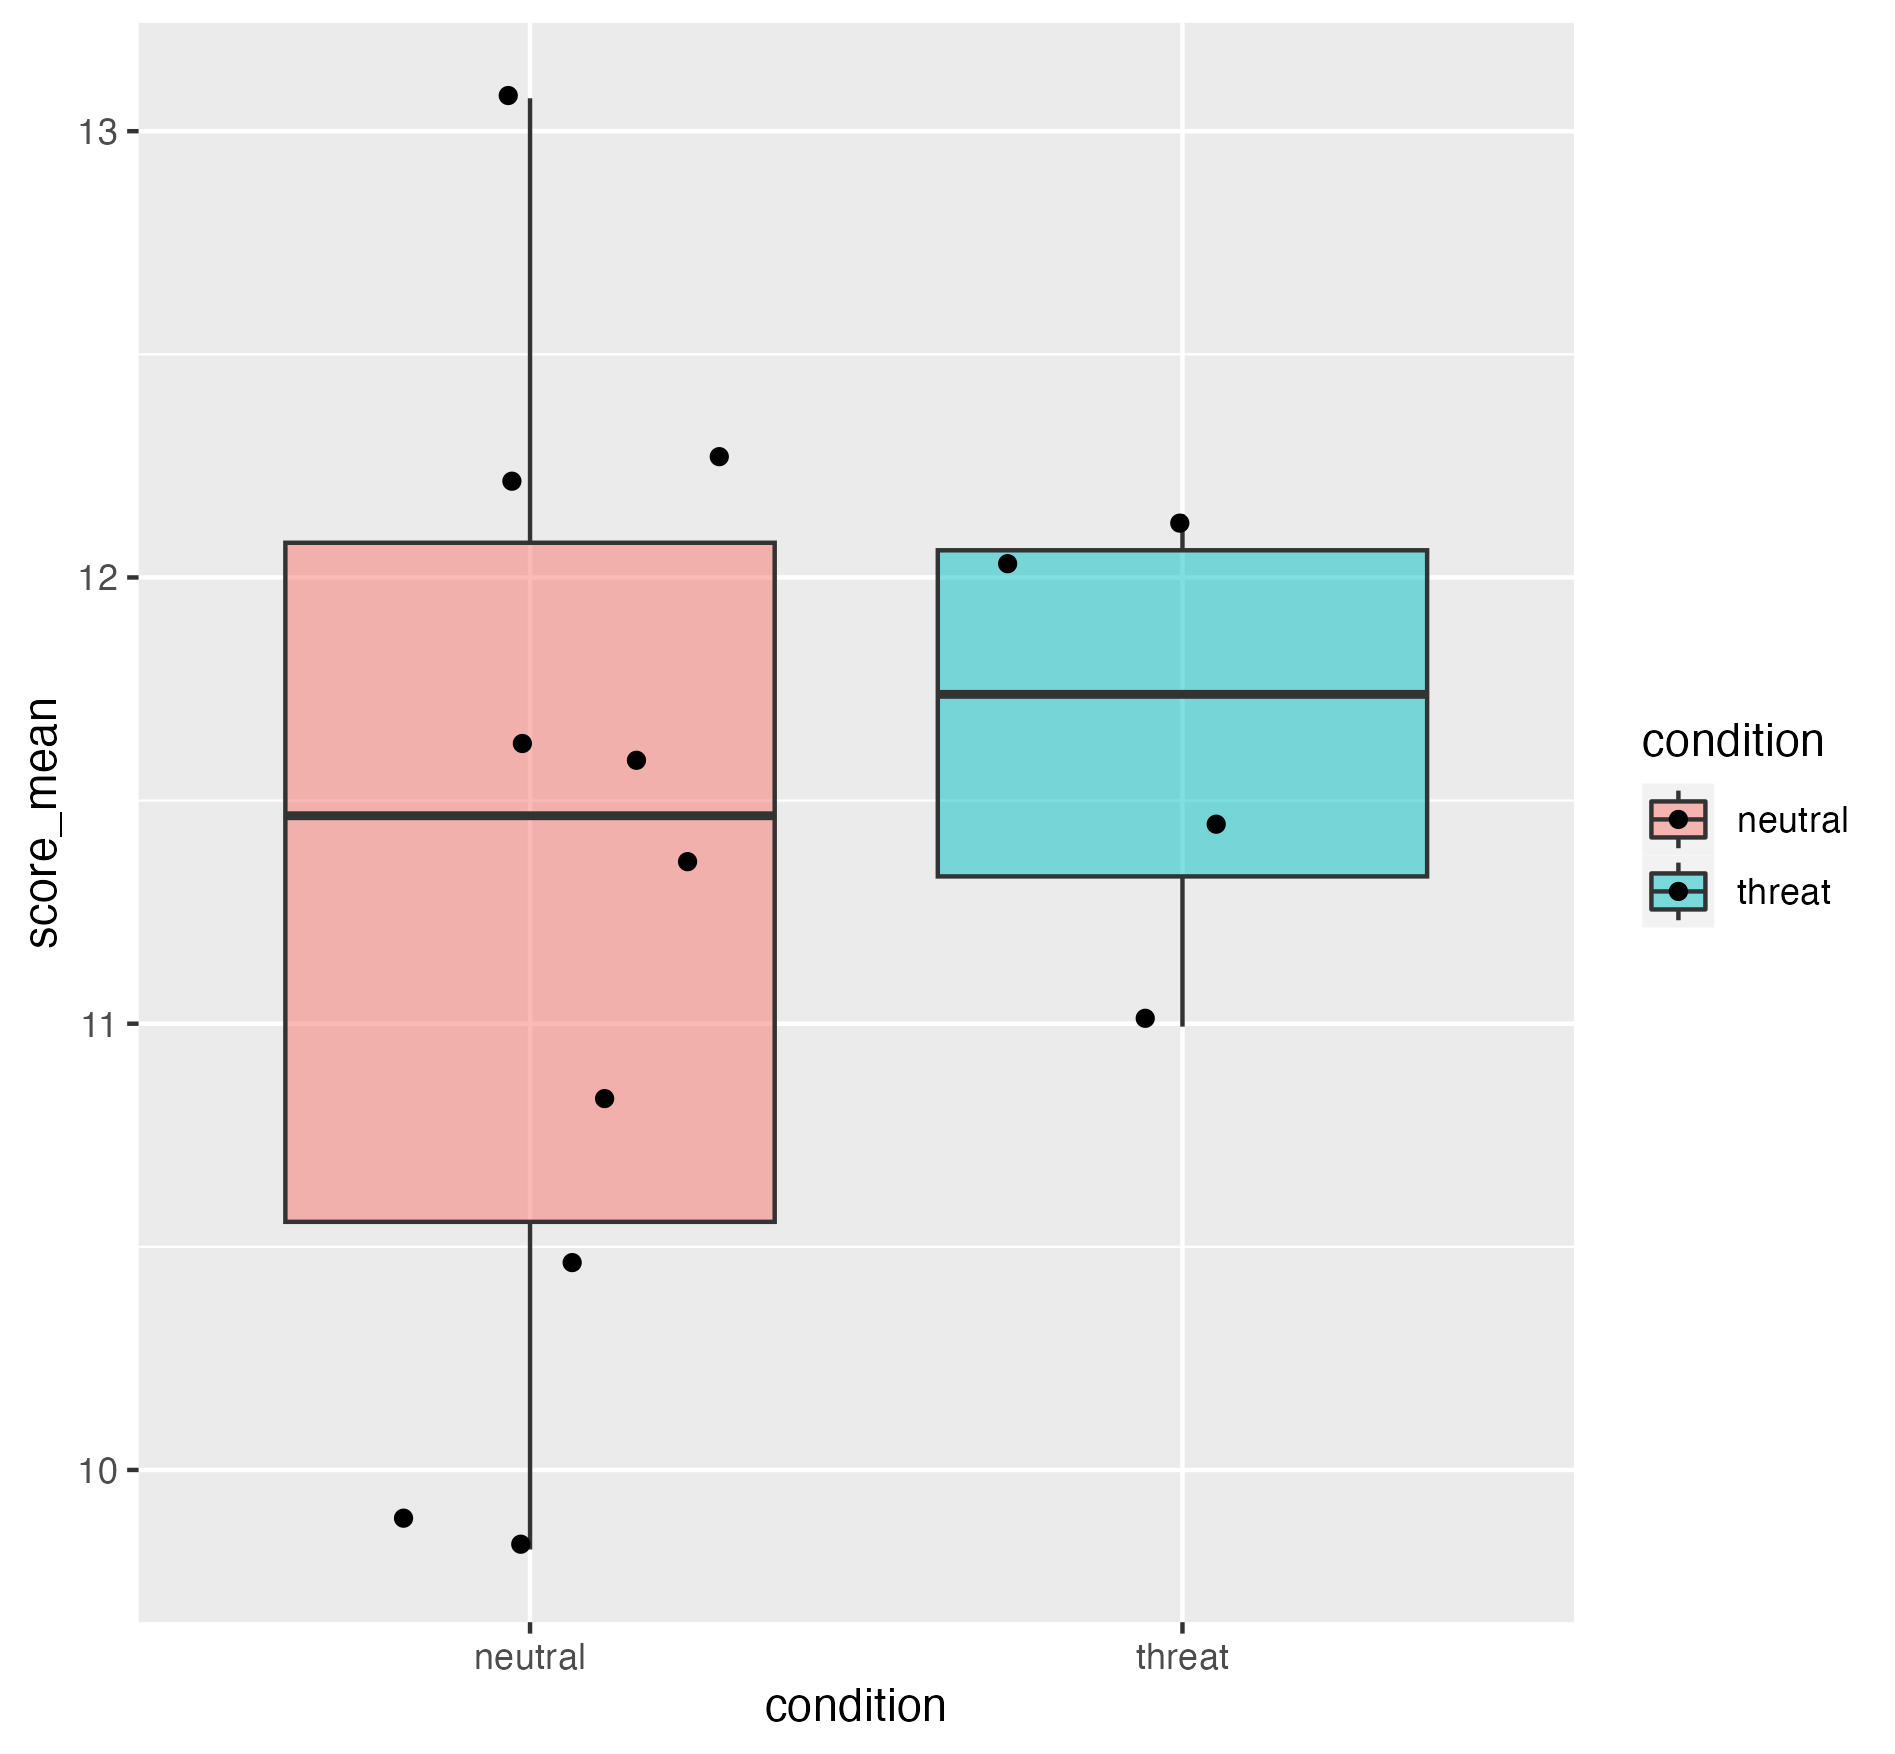 13
12
11
10
score_mean
neutral
threat
condition
condition
neutral
threat